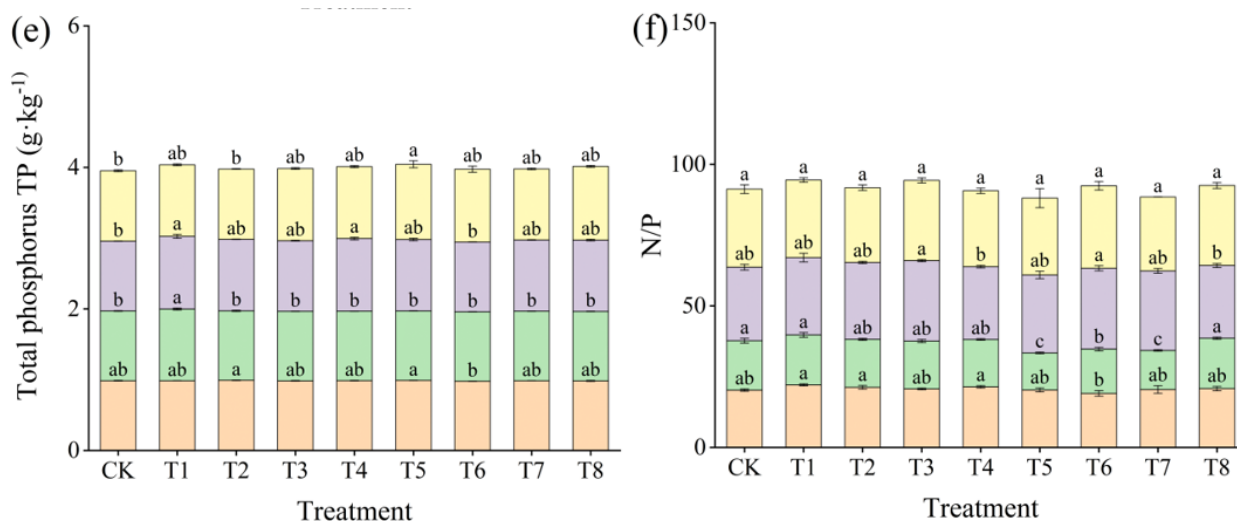 (e)
Total phosphorus TP (g·kg⁻¹)
6
4
2
0
b ab b ab ab a ab ab ab
b a ab ab a ab b ab ab
b a b b b b b b b
ab ab a ab ab a b ab ab
CK T1 T2 T3 T4 T5 T6 T7 T8
Treatment
(f)
N/P
150
100
50
0
a a a a a a a a a
ab ab ab a b ab a ab b
a a ab ab ab c b c a
ab a a ab a ab b ab ab
CK T1 T2 T3 T4 T5 T6 T7 T8
Treatment